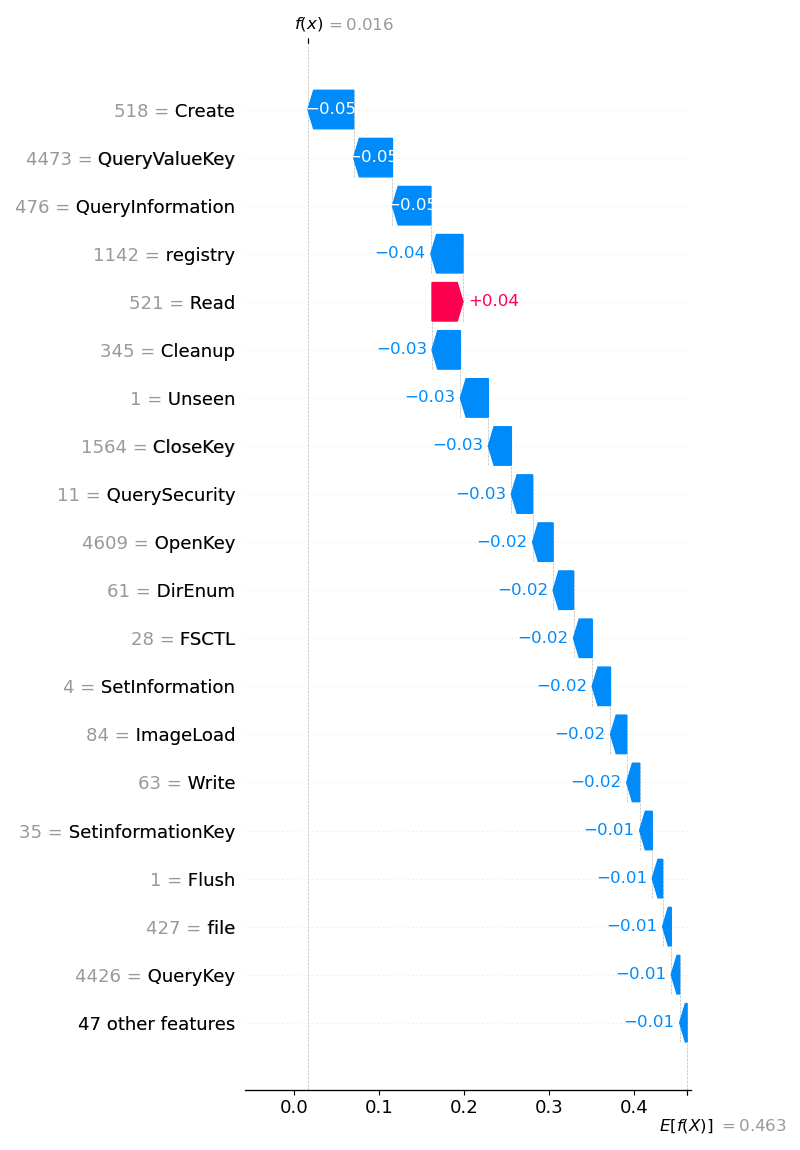 f(x) = 0.016
518 = Create −0.05
4473 = QueryValueKey −0.05
476 = QueryInformation −0.05
1142 = registry −0.04
521 = Read +0.04
345 = Cleanup −0.03
1 = Unseen −0.03
1564 = CloseKey −0.03
11 = QuerySecurity −0.03
4609 = OpenKey −0.02
61 = DirEnum −0.02
28 = FSCTL −0.02
4 = SetInformation −0.02
84 = ImageLoad −0.02
63 = Write −0.02
35 = SetinformationKey −0.01
1 = Flush −0.01
427 = file −0.01
4426 = QueryKey −0.01
47 other features −0.01
0.0 0.1 0.2 0.3 0.4
E[f(X)] = 0.463